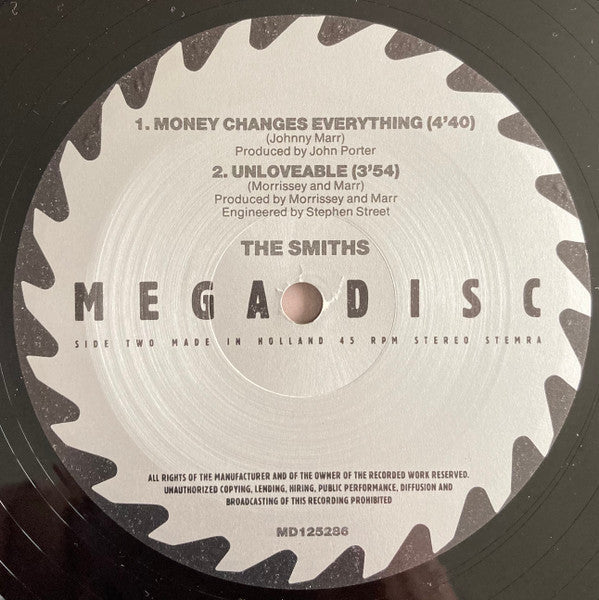 1. MONEY CHANGES EVERYTHING (4'40)
(Johnny Marr)
Produced by John Porter
2. UNLOVEABLE (3'54)
(Morrissey and Marr)
Produced by Morrissey and Marr
Engineered by Stephen Street
THE SMITHS
MEGADISC
SIDE TWO MADE IN HOLLAND 45 RPM STEREO STEMRA
ALL RIGHTS OF THE MANUFACTURER AND OF THE OWNER OF THE RECORDED WORK RESERVED.
UNAUTHORIZED COPYING, LENDING, HIRING, PUBLIC PERFORMANCE, DIFFUSION AND
BROADCASTING OF THIS RECORDING PROHIBITED
MD125286